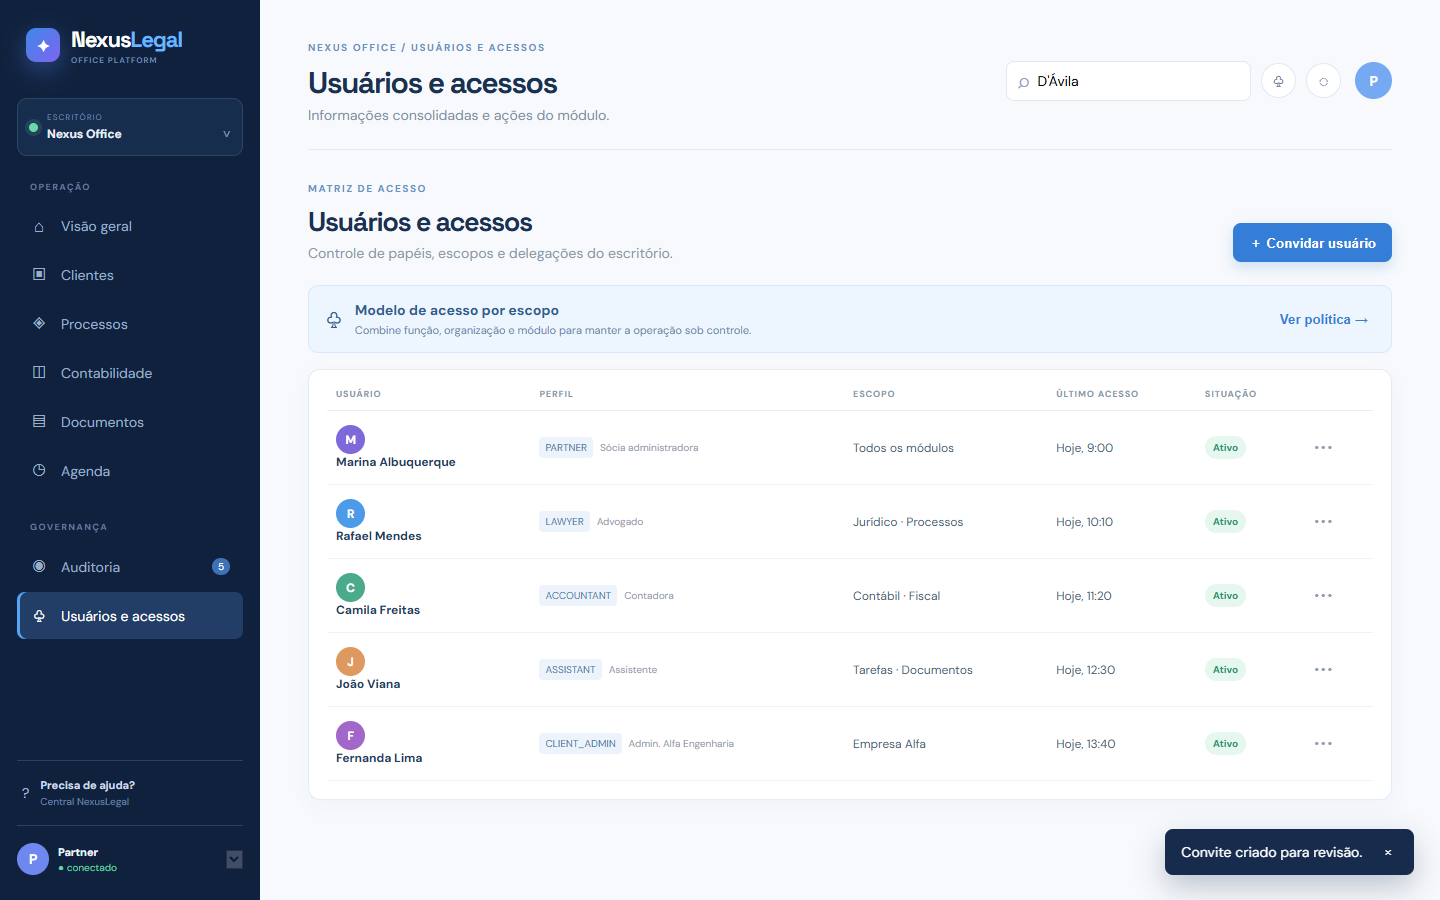 NexusLegal
OFFICE PLATFORM
ESCRITÓRIO
Nexus Office
OPERAÇÃO
Visão geral
Clientes
Processos
Contabilidade
Documentos
Agenda
GOVERNANÇA
Auditoria 5
Usuários e acessos
? Precisa de ajuda?
Central NexusLegal
P Partner
conectado
NEXUS OFFICE / USUÁRIOS E ACESSOS
Usuários e acessos
Informações consolidadas e ações do módulo.
D'Ávila
P
MATRIZ DE ACESSO
Usuários e acessos
Controle de papéis, escopos e delegações do escritório.
+ Convidar usuário
Modelo de acesso por escopo
Combine função, organização e módulo para manter a operação sob controle.
Ver política →
USUÁRIO PERFIL ESCOPO ÚLTIMO ACESSO SITUAÇÃO
M
Marina Albuquerque PARTNER Sócia administradora Todos os módulos Hoje, 9:00 Ativo •••
R
Rafael Mendes LAWYER Advogado Jurídico · Processos Hoje, 10:10 Ativo •••
C
Camila Freitas ACCOUNTANT Contadora Contábil · Fiscal Hoje, 11:20 Ativo •••
J
João Viana ASSISTANT Assistente Tarefas · Documentos Hoje, 12:30 Ativo •••
F
Fernanda Lima CLIENT_ADMIN Admin. Alfa Engenharia Empresa Alfa Hoje, 13:40 Ativo •••
Convite criado para revisão. ×